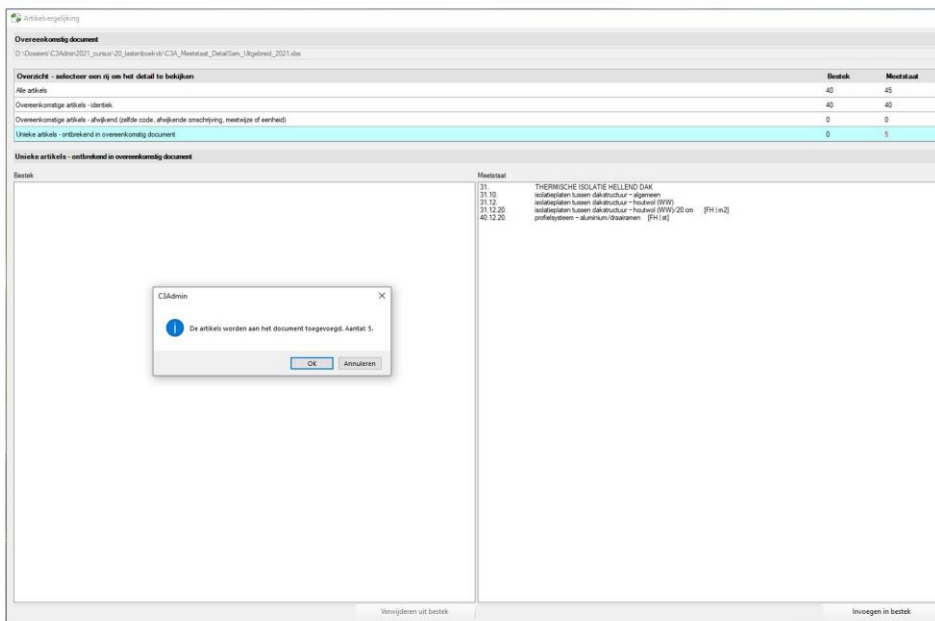 Artikelvergelijking
Overeenkomstig document
D:\Dossiers\C3Admin2021_cursus\20_lastenboek.vb\C3A_Meetstaat_DetailSam_Uitgebreid_2021.xlsx
Overzicht - selecteer een rij om het detail te bekijken Bestek Meetstaat
Alle artikels 40 45
Overeenkomstige artikels - identiek 40 40
Overeenkomstige artikels - afwijkend (zelfde code, afwijkende omschrijving, meetwijze of eenheid) 0 0
Unieke artikels - ontbrekend in overeenkomstig document 0 5
Unieke artikels - ontbrekend in overeenkomstig document
Bestek Meetstaat
31. THERMISCHE ISOLATIE HELLEND DAK
31.10. isolatieplaten tussen dakstructuur – algemeen
31.12. isolatieplaten tussen dakstructuur – houtwol (WW)
31.12.20. isolatieplaten tussen dakstructuur – houtwol (WW)/20 cm [FH | m2]
40.12.20. profielsysteem – aluminium/draairamen [FH | st]
C3Admin
De artikels worden aan het document toegevoegd. Aantal: 5.
OK Annuleren
Verwijderen uit bestek Invoegen in bestek